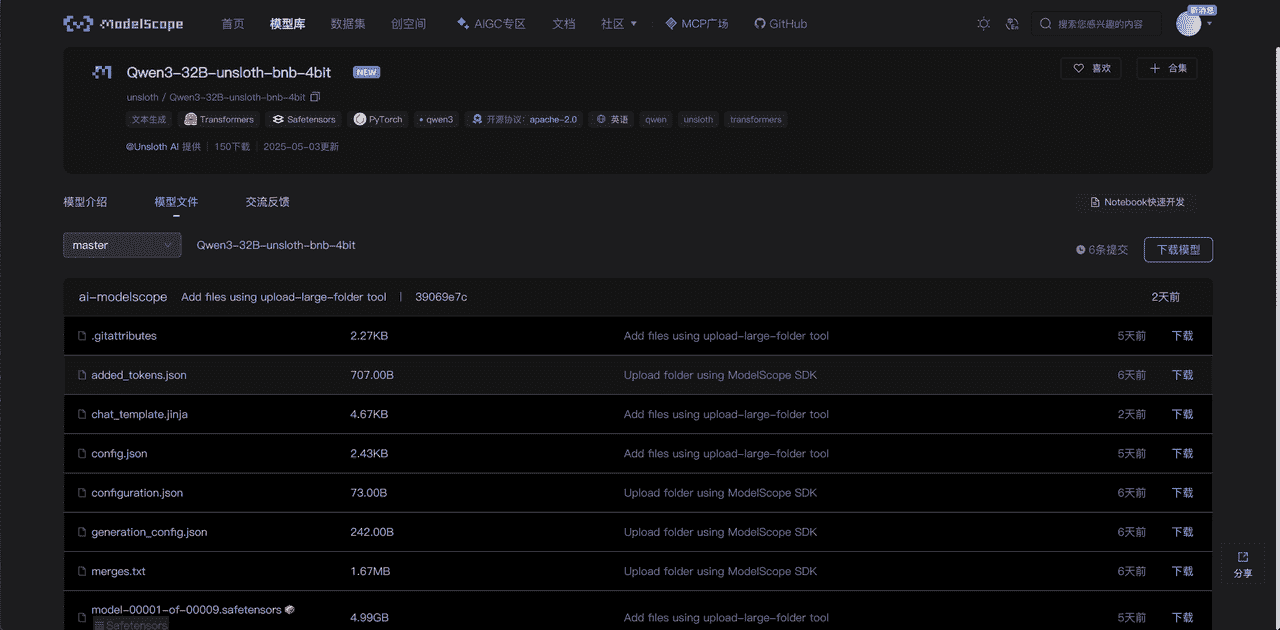 ModelScope 首页 模型库 数据集 创空间 AIGC专区 文档 社区 MCP广场 GitHub 搜索您感兴趣的内容 新消息
Qwen3-32B-unsloth-bnb-4bit NEW 喜欢 合集
unsloth / Qwen3-32B-unsloth-bnb-4bit
文本生成 Transformers Safetensors PyTorch qwen3 开源协议: apache-2.0 英语 qwen unsloth transformers
@Unsloth AI 提供 | 150下载 | 2025-05-03更新
模型介绍 模型文件 交流反馈 Notebook快速开发
master Qwen3-32B-unsloth-bnb-4bit 6条提交 下载模型
ai-modelscope Add files using upload-large-folder tool | 39069e7c 2天前
.gitattributes 2.27KB Add files using upload-large-folder tool 5天前 下载
added_tokens.json 707.00B Upload folder using ModelScope SDK 6天前 下载
chat_template.jinja 4.67KB Add files using upload-large-folder tool 2天前 下载
config.json 2.43KB Add files using upload-large-folder tool 5天前 下载
configuration.json 73.00B Upload folder using ModelScope SDK 6天前 下载
generation_config.json 242.00B Upload folder using ModelScope SDK 6天前 下载
merges.txt 1.67MB Upload folder using ModelScope SDK 6天前 下载
分享
model-00001-of-00009.safetensors 4.99GB Add files using upload-large-folder tool 5天前 下载
Safetensors